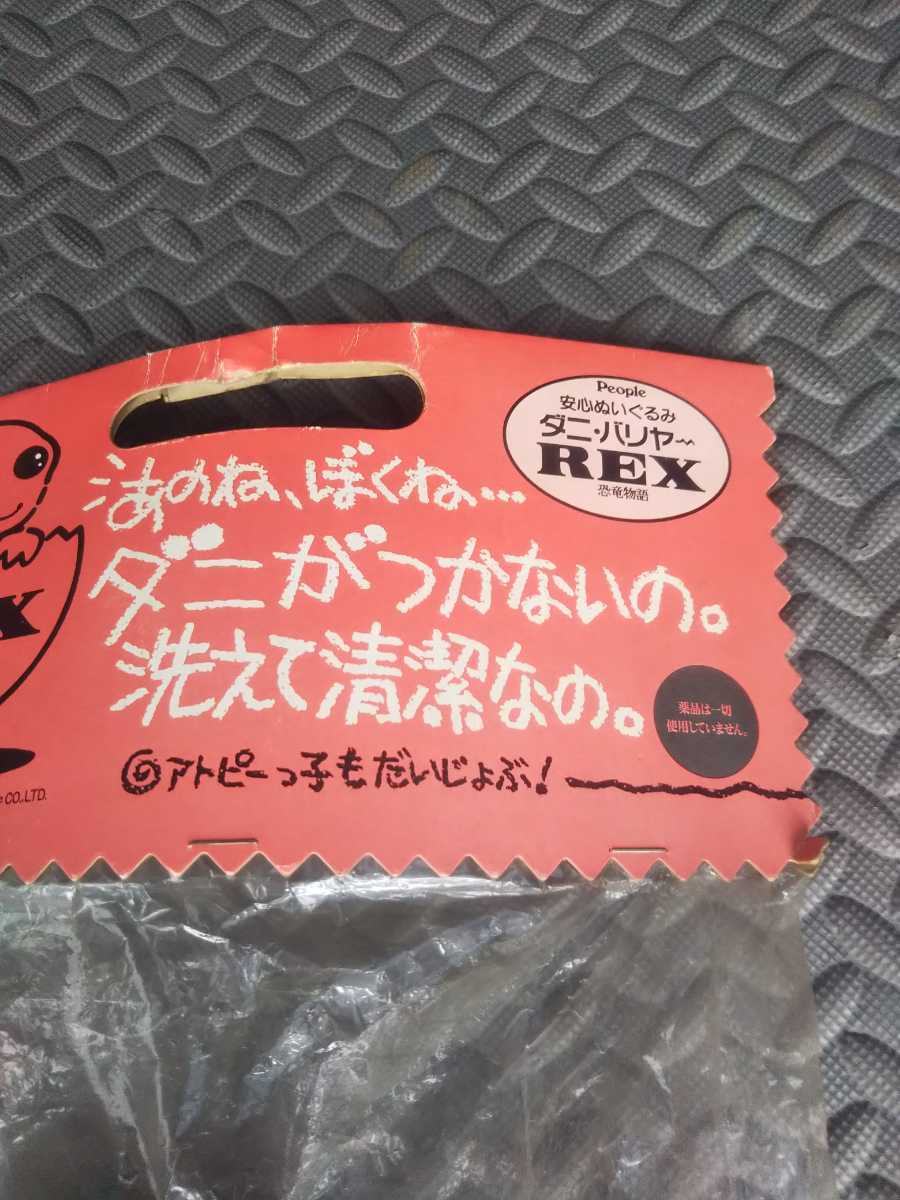 People
安心ぬいぐるみ
ダニ・バリヤー
REX
恐竜物語
あのね、ぼくね…
ダニがつかないの。
洗えて清潔なの。
薬品は一切
使用していません。
アトピーっ子もだいじょぶ！
X
CO.,LTD.